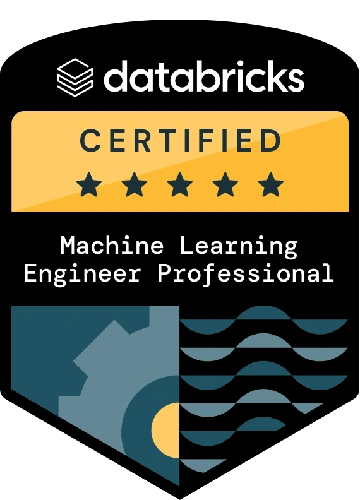 databricks
CERTIFIED
Machine Learning
Engineer Professional